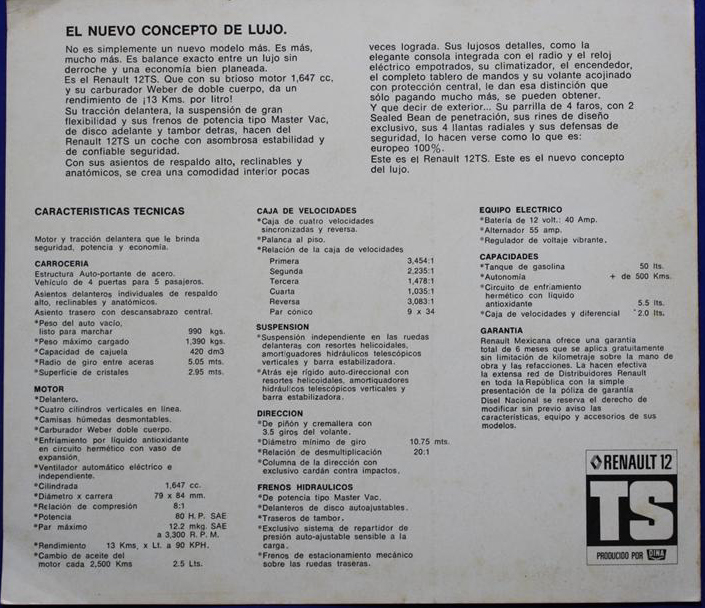 EL NUEVO CONCEPTO DE LUJO.
No es simplemente un nuevo modelo más. Es más,
mucho más. Es balance exacto entre un lujo sin
derroche y una economía bien planeada.
Es el Renault 12TS. Que con su brioso motor 1,647 cc,
y su carburador Weber de doble cuerpo, da un
rendimiento de ¡13 Kms. por litro!
Su tracción delantera, la suspensión de gran
flexibilidad y sus frenos de potencia tipo Master Vac,
de disco adelante y tambor detras, hacen del
Renault 12TS un coche con asombrosa estabilidad y
de confiable seguridad.
Con sus asientos de respaldo alto, reclinables y
anatómicos, se crea una comodidad interior pocas
veces lograda. Sus lujosos detalles, como la
elegante consola integrada con el radio y el reloj
eléctrico empotrados, su climatizador, el encendedor,
el completo tablero de mandos y su volante acojinado
con protección central, le dan esa distinción que
sólo pagando mucho más, se pueden obtener.
Y que decir de exterior... Su parrilla de 4 faros, con 2
Sealed Bean de penetración, sus rines de diseño
exclusivo, sus 4 llantas radiales y sus defensas de
seguridad, lo hacen verse como lo que es:
europeo 100%.
Este es el Renault 12TS. Este es el nuevo concepto
del lujo.
CARACTERISTICAS TECNICAS
Motor y tracción delantera que le brinda
seguridad, potencia y economía.
CARROCERIA
Estructura Auto-portante de acero.
Vehículo de 4 puertas para 5 pasajeros.
Asientos delanteros individuales de respaldo
alto, reclinables y anatómicos.
Asiento trasero con descansabrazo central.
*Peso del auto vacío,
listo para marchar 990 kgs.
*Peso máximo cargado 1,390 kgs.
*Capacidad de cajuela 420 dm3
*Radio de giro entre aceras 5.05 mts.
*Superficie de cristales 2.95 mts.
MOTOR
*Delantero.
*Cuatro cilindros verticales en línea.
*Camisas húmedas desmontables.
*Carburador Weber doble cuerpo.
*Enfriamiento por líquido antioxidante
en circuito hermético con vaso de
expansión.
*Ventilador automático eléctrico e
independiente.
*Cilindrada 1,647 cc.
*Diámetro x carrera 79 x 84 mm.
*Relación de compresión 8:1
*Potencia 80 H.P. SAE
*Par máximo 12.2 mkg. SAE
a 3,300 R.P.M.
*Rendimiento 13 Kms. x Lt. a 90 KPH.
*Cambio de aceite del
motor cada 2,500 Kms 2.5 Lts.
CAJA DE VELOCIDADES
*Caja de cuatro velocidades
sincronizadas y reversa.
*Palanca al piso.
*Relación de la caja de velocidades
Primera 3,454:1
Segunda 2,235:1
Tercera 1,478:1
Cuarta 1,035:1
Reversa 3,083:1
Par cónico 9 x 34
SUSPENSION
*Suspensión independiente en las ruedas
delanteras con resortes helicoidales,
amortiguadores hidráulicos telescópicos
verticales y barra estabilizadora.
*Atrás eje rígido auto-direccional con
resortes helicoidales, amortiguadores
hidráulicos telescópicos verticales y
barra estabilizadora.
DIRECCION
*De piñón y cremallera con
3.5 giros del volante.
*Diámetro mínimo de giro 10.75 mts.
*Relación de desmultiplicación 20:1
*Columna de la dirección con
exclusivo cardán contra impactos.
FRENOS HIDRAULICOS
*De potencia tipo Master Vac.
*Delanteros de disco autoajustables.
*Traseros de tambor.
*Exclusivo sistema de repartidor de
presión auto-ajustable sensible a la
carga.
*Frenos de estacionamiento mecánico
sobre las ruedas traseras.
EQUIPO ELECTRICO
*Batería de 12 volt.: 40 Amp.
*Alternador 55 amp.
*Regulador de voltaje vibrante.
CAPACIDADES
*Tanque de gasolina 50 lts.
*Autonomía + de 500 Kms.
*Circuito de enfriamiento
hermético con líquido
antioxidante 5.5 lts.
*Caja de velocidades y diferencial 2.0 lts.
GARANTIA
Renault Mexicana ofrece una garantía
total de 6 meses que se aplica gratuitamente
sin limitación de kilometraje sobre la mano de
obra y las refacciones. La hacen efectiva
la extensa red de Distribuidores Renault
en toda la República con la simple
presentación de la póliza de garantía
Disel Nacional se reserva el derecho de
modificar sin previo aviso las
características, equipo y accesorios de sus
modelos.
RENAULT 12
TS
PRODUCIDO POR DINA